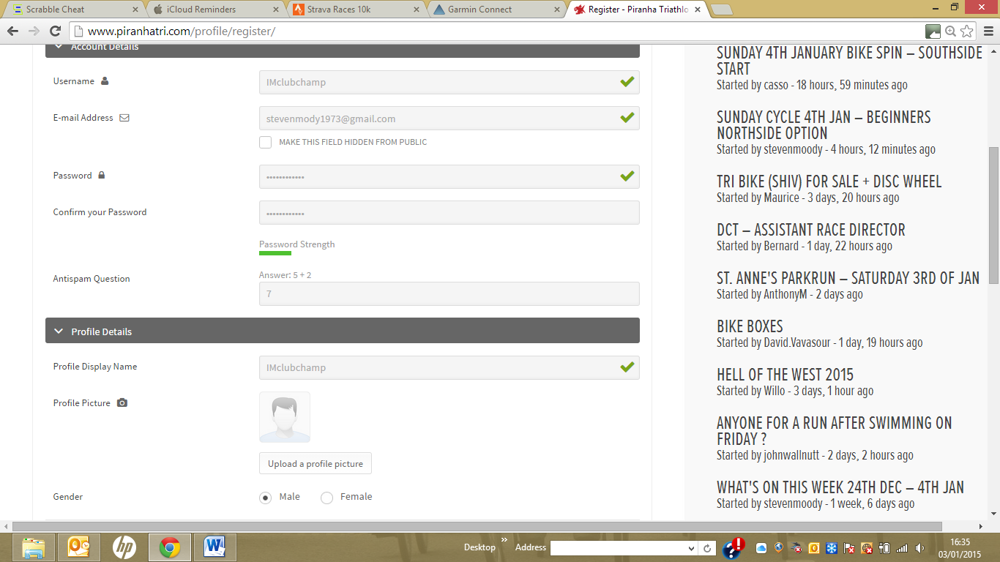 Scrabble Cheat
iCloud Reminders
Strava Races 10k
Garmin Connect
Register - Piranha Triathlo
www.piranhatri.com/profile/register/
Account Details
Username
IMclubchamp
E-mail Address
stevenmody1973@gmail.com
MAKE THIS FIELD HIDDEN FROM PUBLIC
Password
••••••••••••
Confirm your Password
••••••••••••
Password Strength
Antispam Question
Answer: 5 + 2
7
Profile Details
Profile Display Name
IMclubchamp
Profile Picture
Upload a profile picture
Gender
Male
Female
SUNDAY 4TH JANUARY BIKE SPIN – SOUTHSIDE
START
Started by casso - 18 hours, 59 minutes ago
SUNDAY CYCLE 4TH JAN – BEGINNERS
NORTHSIDE OPTION
Started by stevenmoody - 4 hours, 12 minutes ago
TRI BIKE (SHIV) FOR SALE + DISC WHEEL
Started by Maurice - 3 days, 20 hours ago
DCT – ASSISTANT RACE DIRECTOR
Started by Bernard - 1 day, 22 hours ago
ST. ANNE'S PARKRUN – SATURDAY 3RD OF JAN
Started by AnthonyM - 2 days ago
BIKE BOXES
Started by David.Vavasour - 1 day, 19 hours ago
HELL OF THE WEST 2015
Started by Willo - 3 days, 1 hour ago
ANYONE FOR A RUN AFTER SWIMMING ON
FRIDAY ?
Started by johnwallnutt - 2 days, 2 hours ago
WHAT'S ON THIS WEEK 24TH DEC – 4TH JAN
Started by stevenmoody - 1 week, 6 days ago
hp
Desktop
Address
16:35
03/01/2015